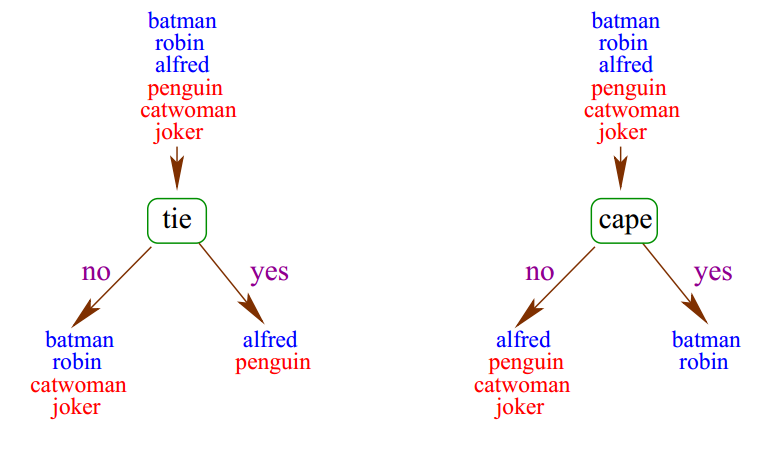 batman
robin
alfred
penguin
catwoman
joker
tie
no
yes
batman
robin
catwoman
joker
alfred
penguin
batman
robin
alfred
penguin
catwoman
joker
cape
no
yes
alfred
penguin
catwoman
joker
batman
robin